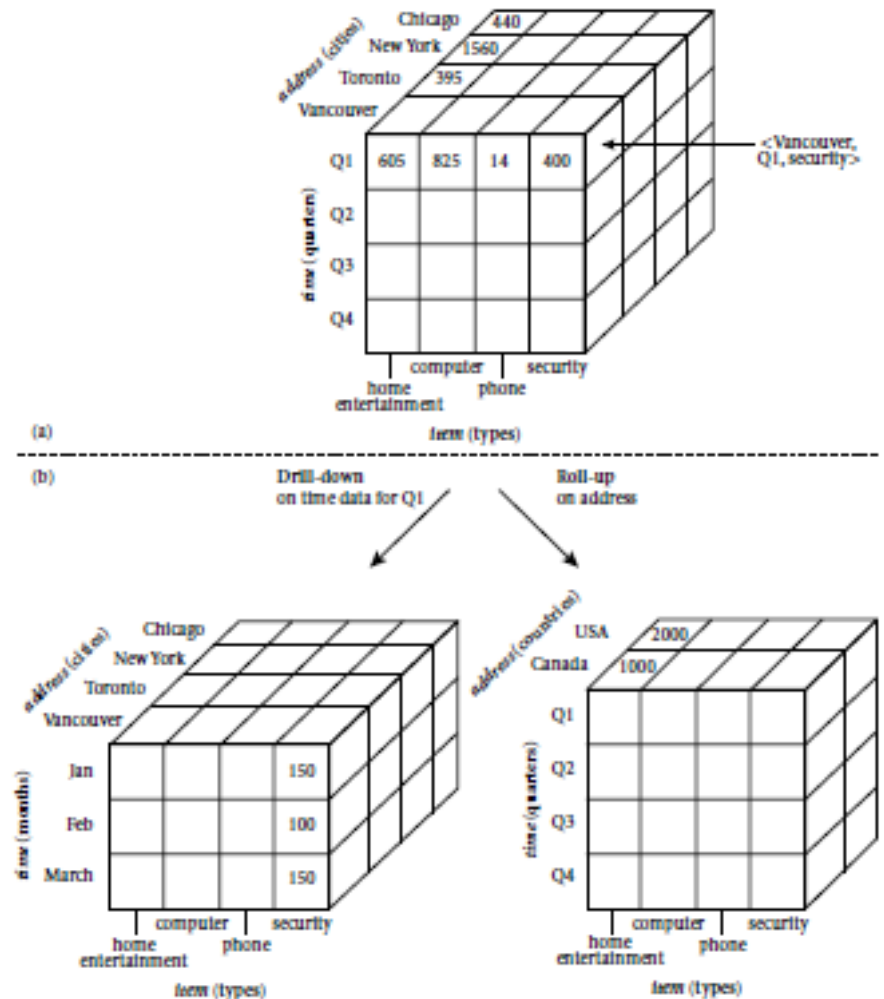 Chicago 440
New York 1560
Toronto 395
Vancouver
address (cities)
Q1 605 825 14 400
<Vancouver,
Q1, security>
Q2
Q3
Q4
time (quarters)
computer security
home phone
entertainment
item (types)
(a)
(b)
Drill-down
on time data for Q1
Roll-up
on address
Chicago
New York
Toronto
Vancouver
address (cities)
Jan 150
Feb 100
March 150
time (months)
computer security
home phone
entertainment
item (types)
address (countries)
USA 2000
Canada 1000
Q1
Q2
Q3
Q4
time (quarters)
computer security
home phone
entertainment
item (types)